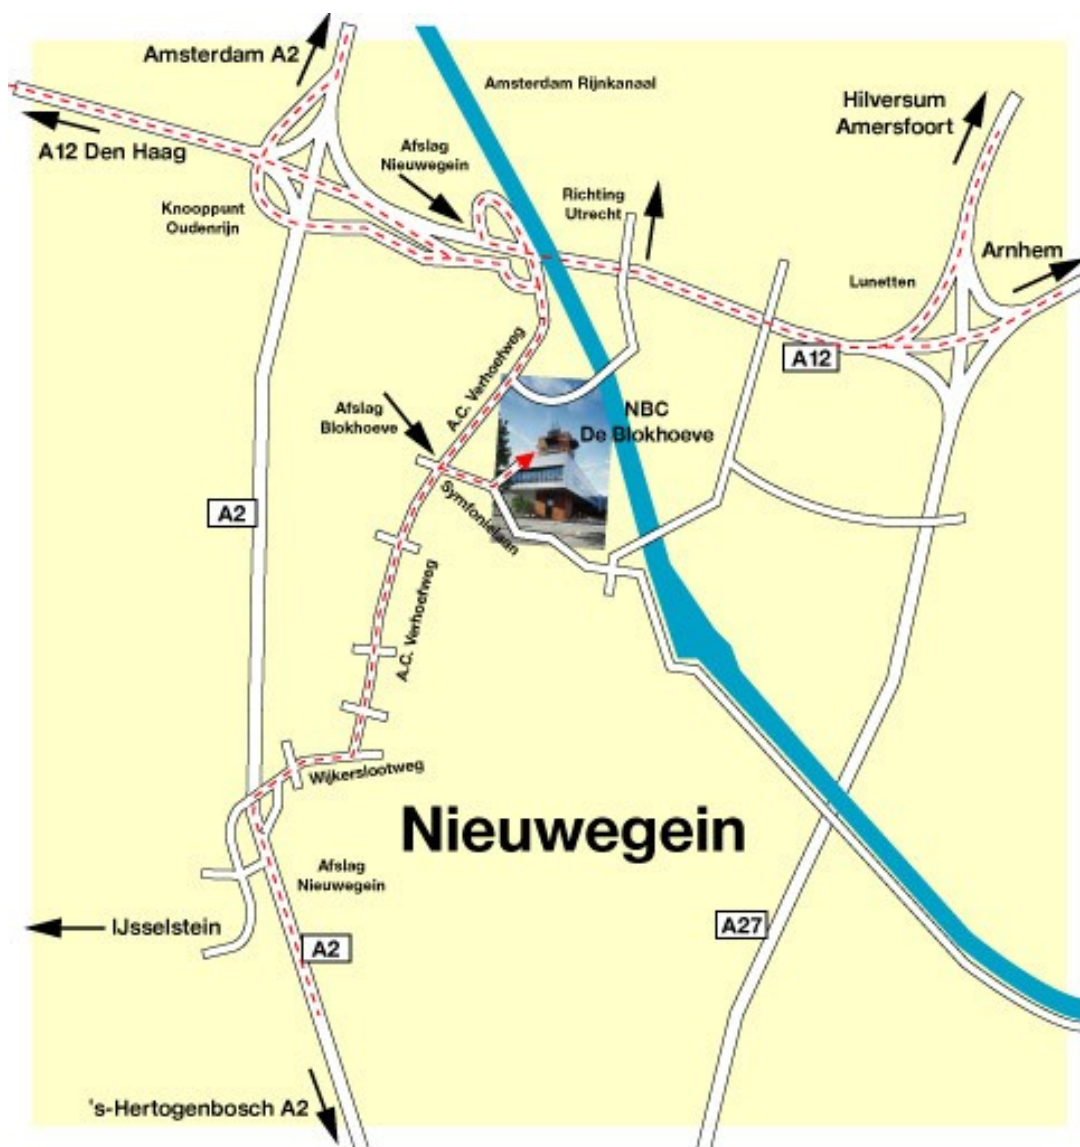 Amsterdam A2
Amsterdam Rijnkanaal
Hilversum
Amersfoort
A12 Den Haag
Afslag
Nieuwegein
Richting
Utrecht
Knooppunt
Oudenrijn
Arnhem
Lunetten
A12
A.C. Verhoefweg
Afslag
Blokhoeve
NBC
De Blokhoeve
Symfonielaan
A2
A.C. Verhoefweg
Wijkerslootweg
Nieuwegein
Afslag
Nieuwegein
IJsselstein
A2
A27
's-Hertogenbosch A2